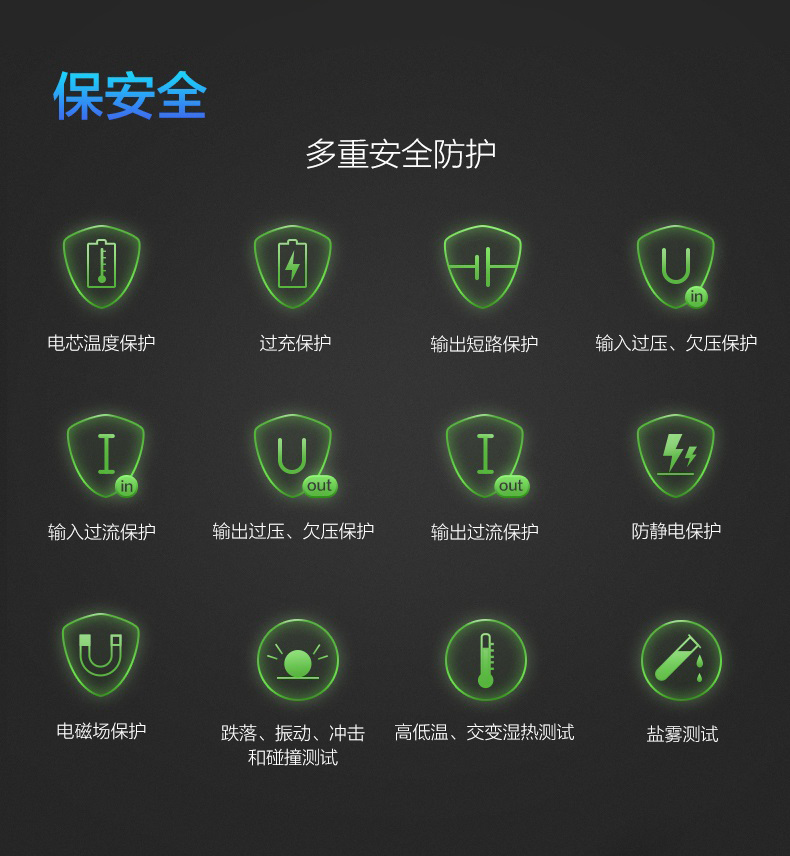 保安全
多重安全防护
in
电芯温度保护
过充保护
输出短路保护
输入过压、欠压保护
in
out
out
输入过流保护
输出过压、欠压保护
输出过流保护
防静电保护
电磁场保护
跌落、振动、冲击
和碰撞测试
高低温、交变湿热测试
盐雾测试